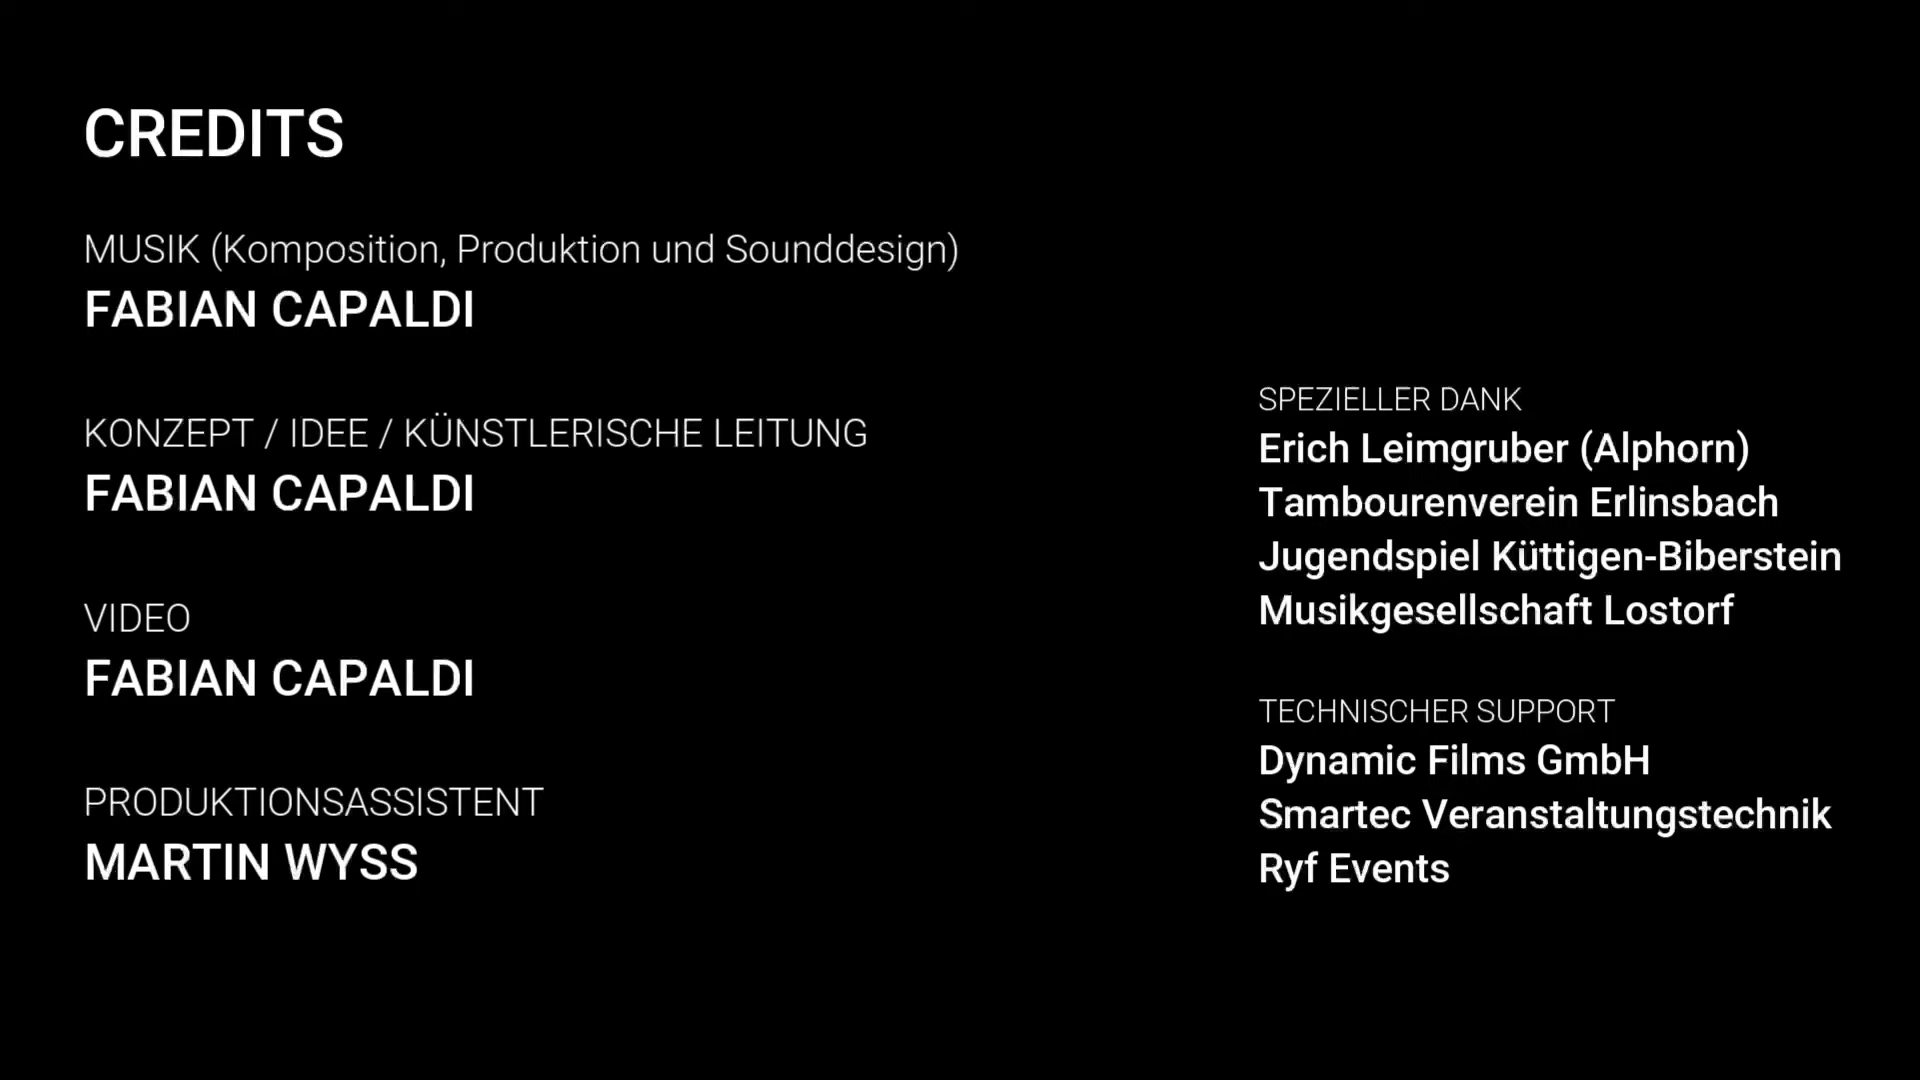 CREDITS
MUSIK (Komposition, Produktion und Sounddesign)
FABIAN CAPALDI
KONZEPT / IDEE / KÜNSTLERISCHE LEITUNG
FABIAN CAPALDI
VIDEO
FABIAN CAPALDI
PRODUKTIONSASSISTENT
MARTIN WYSS
SPEZIELLER DANK
Erich Leimgruber (Alphorn)
Tambourenverein Erlinsbach
Jugendspiel Küttigen-Biberstein
Musikgesellschaft Lostorf
TECHNISCHER SUPPORT
Dynamic Films GmbH
Smartec Veranstaltungstechnik
Ryf Events